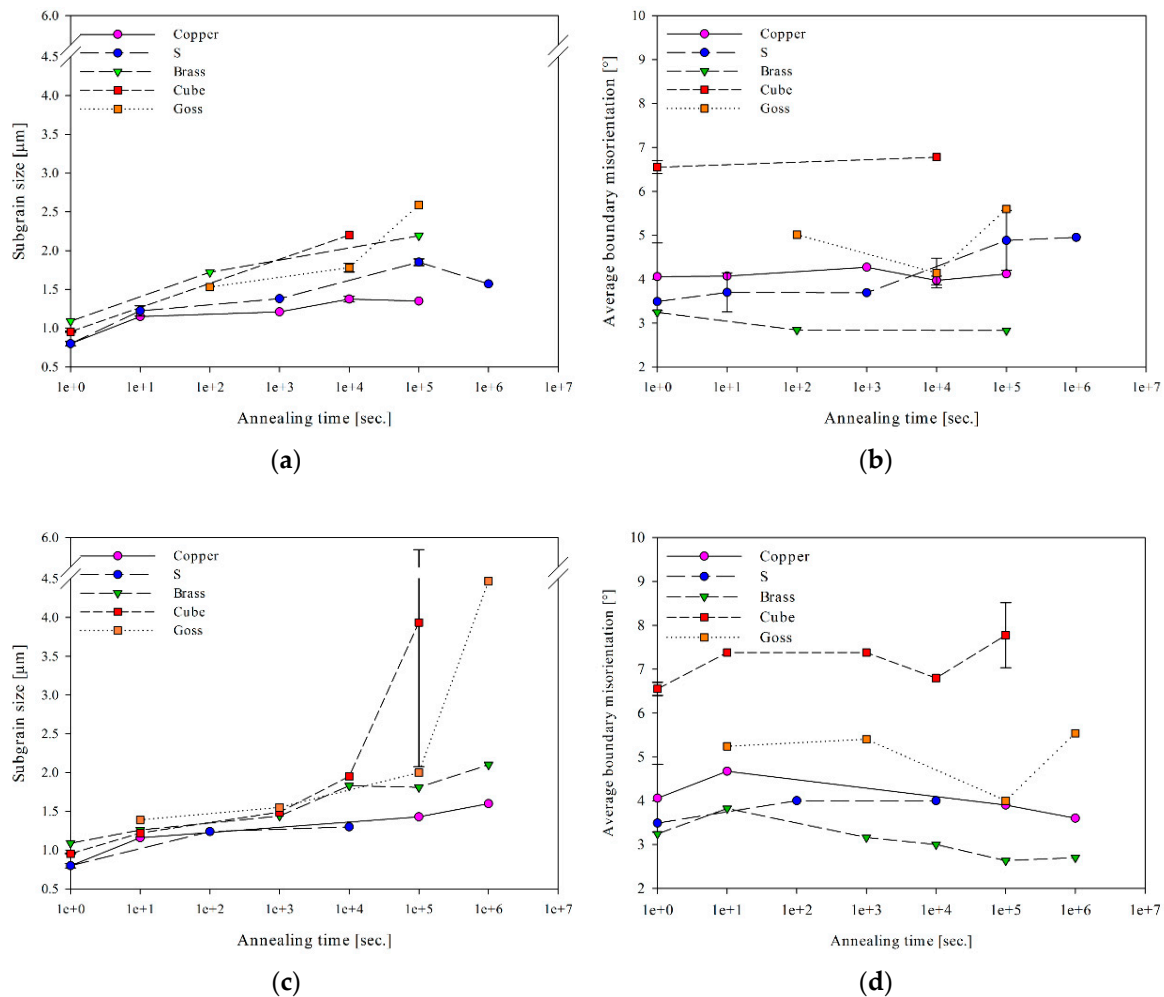 6.0
4.5
4.0
3.5
3.0
2.5
2.0
1.5
1.0
0.5
Subgrain size [µm]
Copper
S
Brass
Cube
Goss
1e+0 1e+1 1e+2 1e+3 1e+4 1e+5 1e+6 1e+7
Annealing time [sec.]
(a)
10
9
8
7
6
5
4
3
2
Average boundary misorientation [°]
Copper
S
Brass
Cube
Goss
1e+0 1e+1 1e+2 1e+3 1e+4 1e+5 1e+6 1e+7
Annealing time [sec.]
(b)
6.0
4.5
4.0
3.5
3.0
2.5
2.0
1.5
1.0
0.5
Subgrain size [µm]
Copper
S
Brass
Cube
Goss
1e+0 1e+1 1e+2 1e+3 1e+4 1e+5 1e+6 1e+7
Annealing time [sec.]
(c)
10
9
8
7
6
5
4
3
2
Average boundary misorientation [°]
Copper
S
Brass
Cube
Goss
1e+0 1e+1 1e+2 1e+3 1e+4 1e+5 1e+6 1e+7
Annealing time [sec.]
(d)